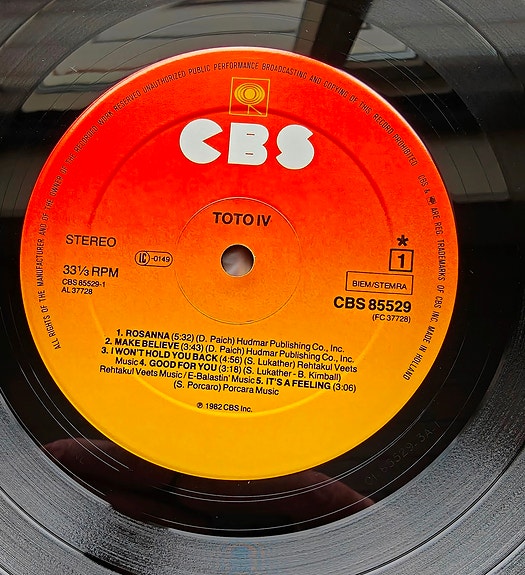 ALL RIGHTS OF THE MANUFACTURER AND OF THE OWNER OF THE RECORDED WORK RESERVED UNAUTHORIZED PUBLIC PERFORMANCE BROADCASTING AND COPYING OF THIS RECORD PROHIBITED
CBS & ARE REG. TRADEMARKS OF CBS INC. MADE IN HOLLAND
CBS
TOTO IV
STEREO
LC -0149
*
1
33⅓ RPM
CBS 85529-1
AL 37728
BIEM/STEMRA
CBS 85529
(FC 37728)
1. ROSANNA (5:32) (D. Paich) Hudmar Publishing Co., Inc.
2. MAKE BELIEVE (3:43) (D. Paich) Hudmar Publishing Co., Inc.
3. I WON'T HOLD YOU BACK (4:56) (S. Lukather) Rehtakul Veets
Music 4. GOOD FOR YOU (3:18) (S. Lukather - B. Kimball)
Rehtakul Veets Music / E-Balastin' Music 5. IT'S A FEELING (3:06)
(S. Porcaro) Porcara Music
℗ 1982 CBS Inc.